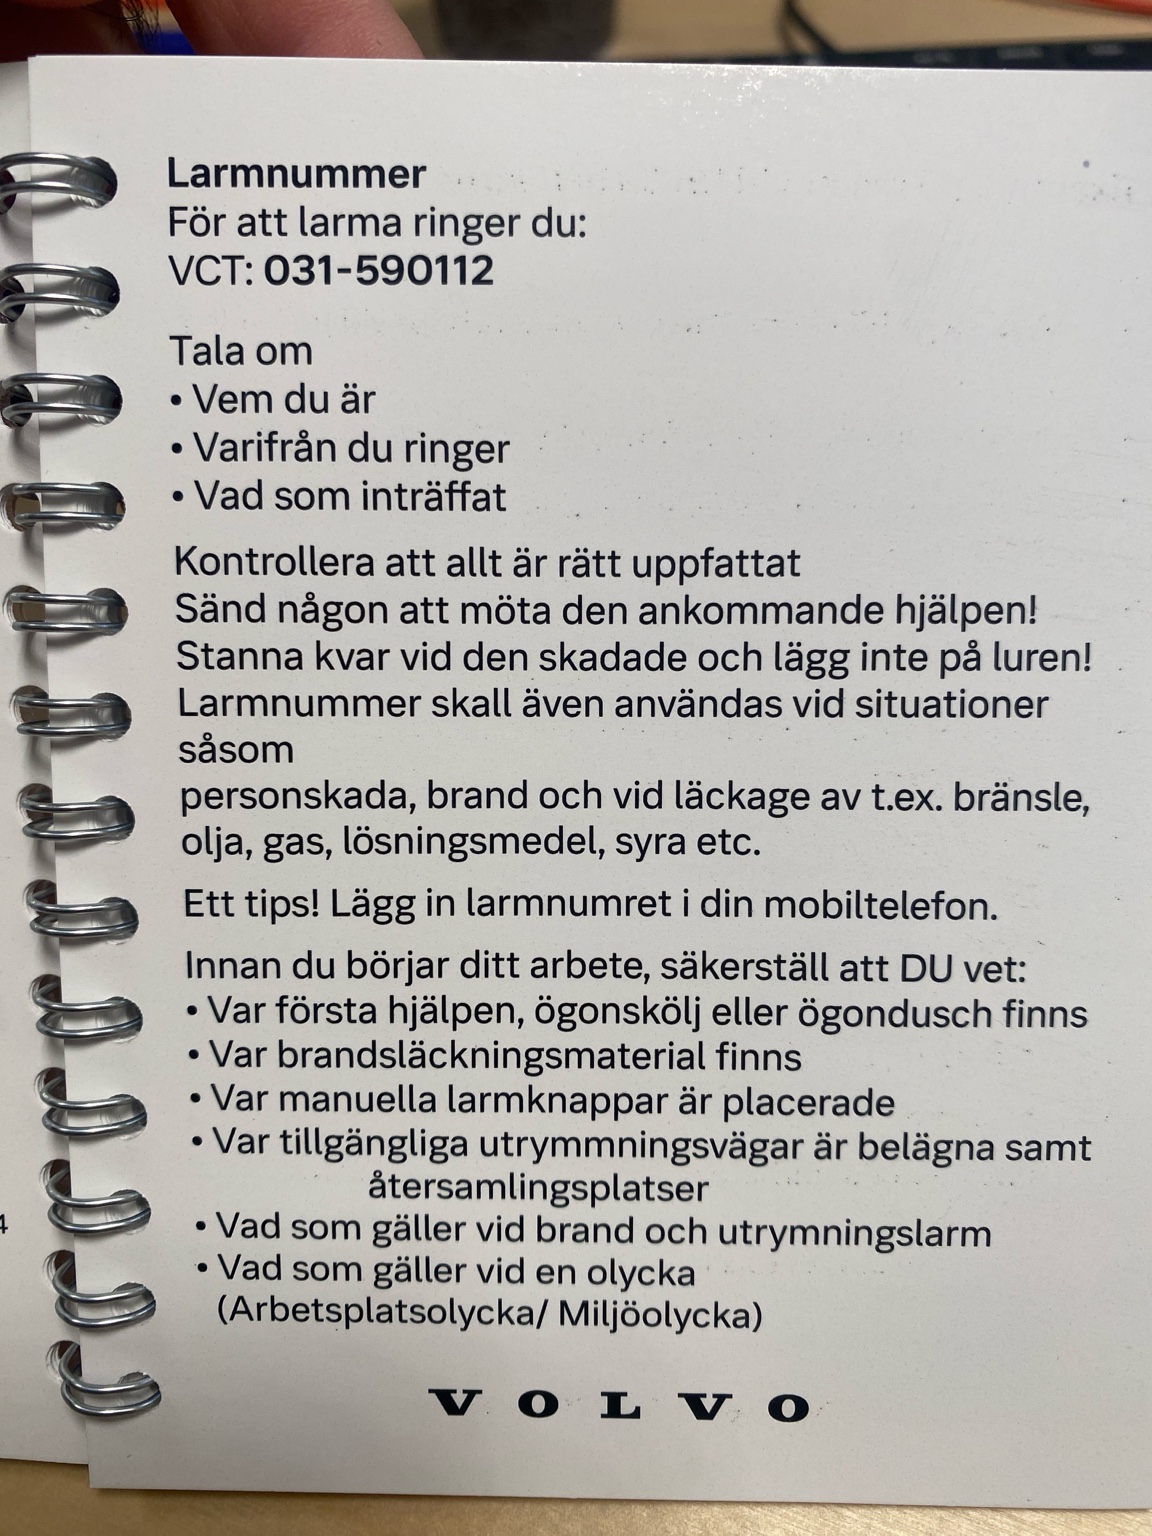 Larmnummer
För att larma ringer du:
VCT: 031-590112
Tala om
• Vem du är
• Varifrån du ringer
• Vad som inträffat
Kontrollera att allt är rätt uppfattat
Sänd någon att möta den ankommande hjälpen!
Stanna kvar vid den skadade och lägg inte på luren!
Larmnummer skall även användas vid situationer
såsom
personskada, brand och vid läckage av t.ex. bränsle,
olja, gas, lösningsmedel, syra etc.
Ett tips! Lägg in larmnumret i din mobiltelefon.
Innan du börjar ditt arbete, säkerställ att DU vet:
• Var första hjälpen, ögonskölj eller ögondusch finns
• Var brandsläckningsmaterial finns
• Var manuella larmknappar är placerade
• Var tillgängliga utrymmningsvägar är belägna samt
återsamlingsplatser
• Vad som gäller vid brand och utrymningslarm
• Vad som gäller vid en olycka
(Arbetsplatsolycka/ Miljöolycka)
VOLVO